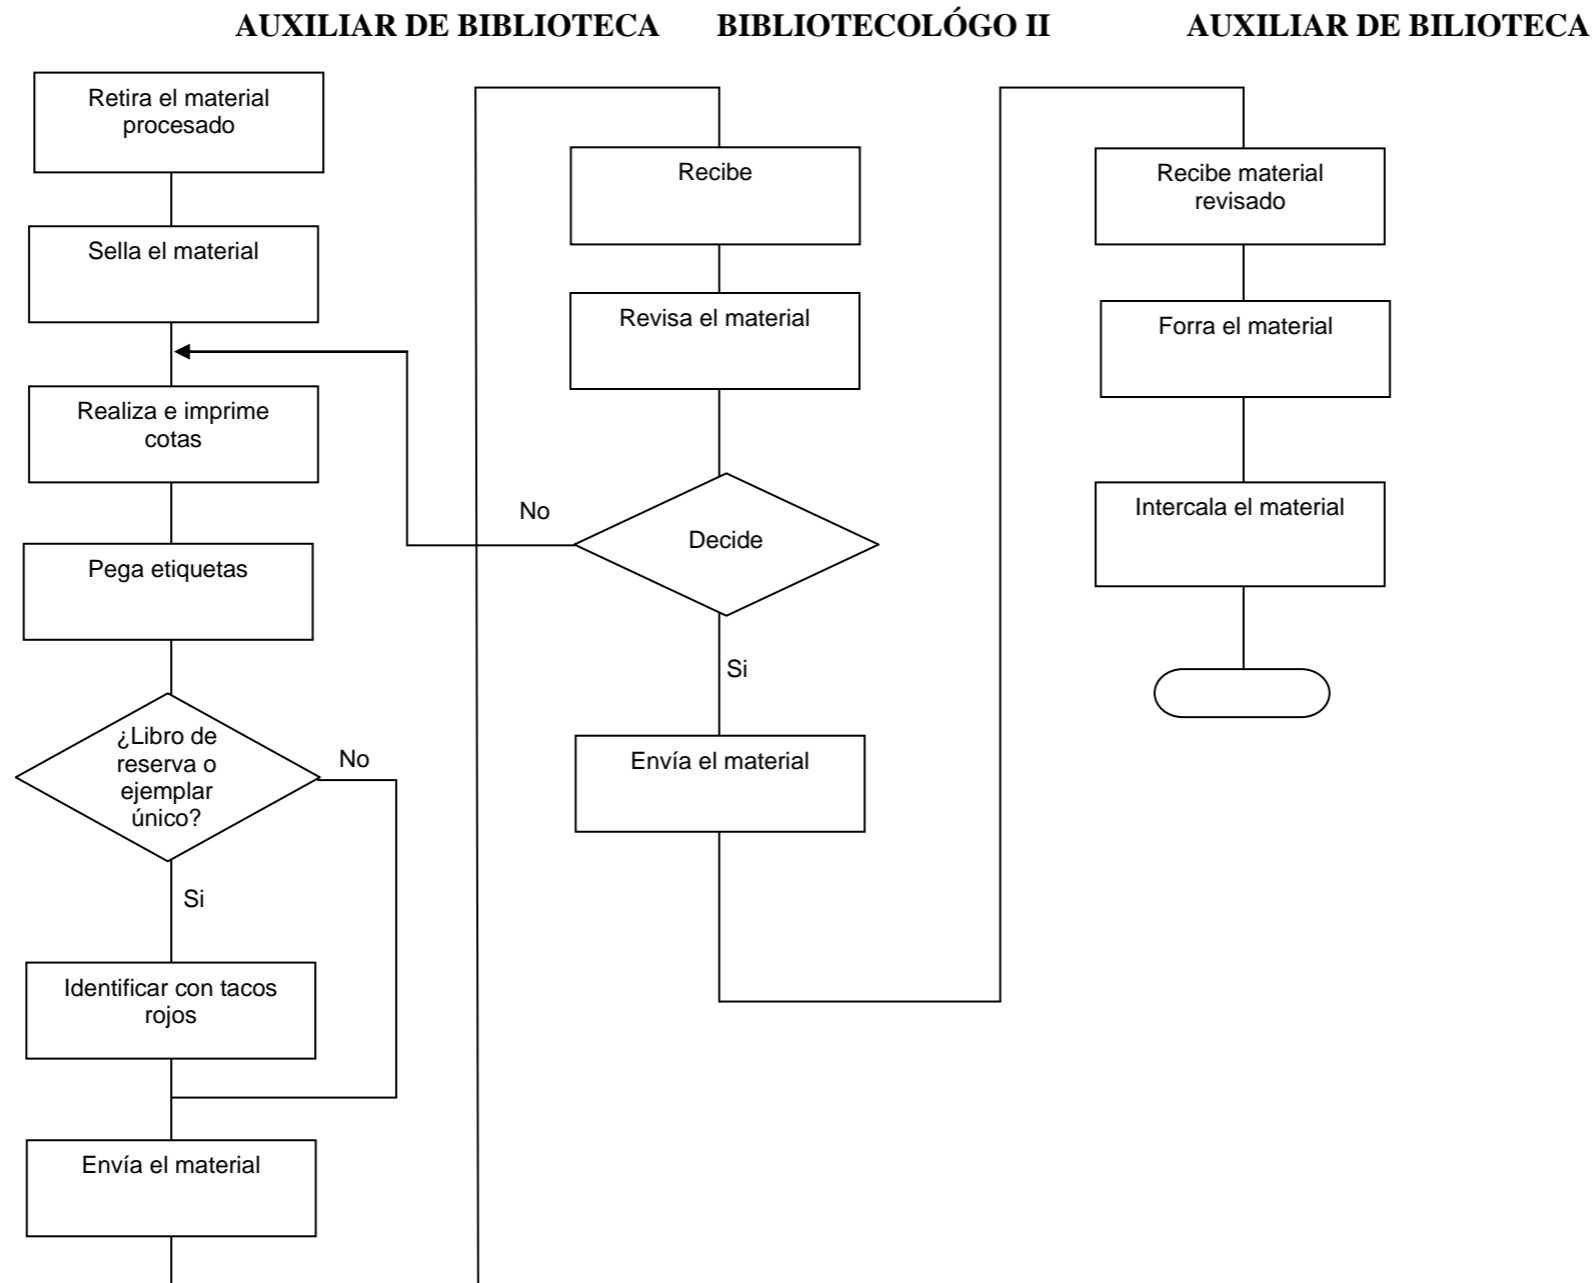 AUXILIAR DE BIBLIOTECA BIBLIOTECOLÓGO II AUXILIAR DE BILIOTECA
Retira el material
procesado
Sella el material
Realiza e imprime
cotas
Pega etiquetas
¿Libro de
reserva o
ejemplar
único?
No
Si
Identificar con tacos
rojos
Envía el material
Recibe
Revisa el material
Decide
No
Si
Envía el material
Recibe material
revisado
Forra el material
Intercala el material